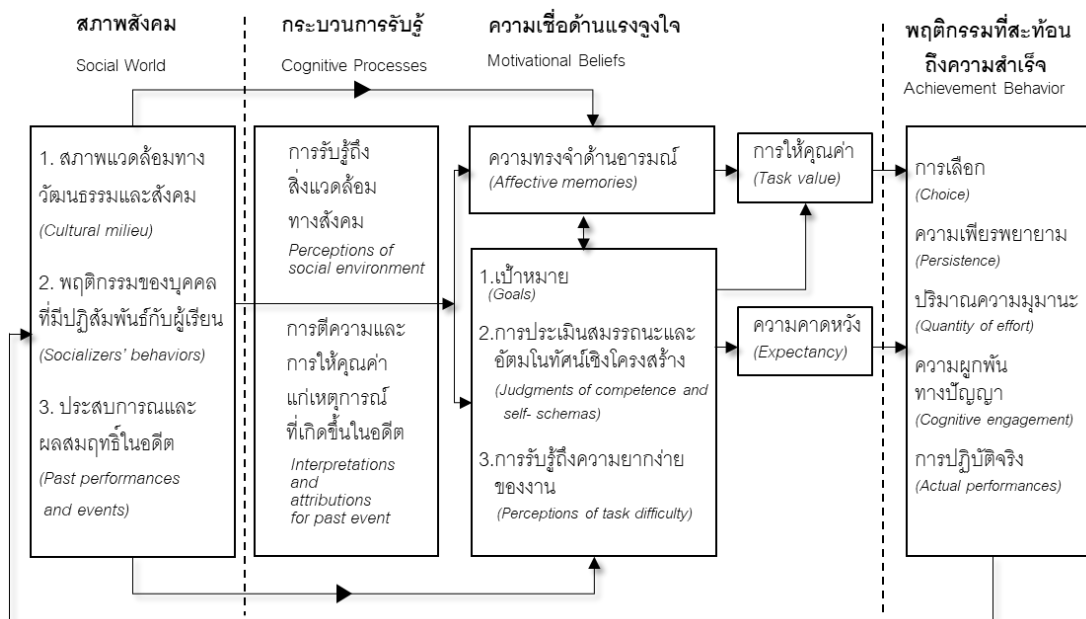 สภาพสังคม
Social World
กระบวนการรับรู้
Cognitive Processes
ความเชื่อด้านแรงจูงใจ
Motivational Beliefs
พฤติกรรมที่สะท้อน
ถึงความสำเร็จ
Achievement Behavior
1. สภาพแวดล้อมทาง
วัฒนธรรมและสังคม
(Cultural milieu)
2. พฤติกรรมของบุคคล
ที่มีปฏิสัมพันธ์กับผู้เรียน
(Socializers' behaviors)
3. ประสบการณและ
ผลสมฤทธิ์ในอดีต
(Past performances
and events)
การรับรู้ถึง
สิ่งแวดล้อม
ทางสังคม
Perceptions of
social environment
การตีความและ
การให้คุณค่า
แก่เหตุการณ์
ที่เกิดขึ้นในอดีต
Interpretations
and
attributions
for past event
ความทรงจำด้านอารมณ์
(Affective memories)
1.เป้าหมาย
(Goals)
2.การประเมินสมรรถนะและ
อัตมโนทัศน์เชิงโครงสร้าง
(Judgments of competence and
self- schemas)
3.การรับรู้ถึงความยากง่าย
ของงาน
(Perceptions of task difficulty)
การให้คุณค่า
(Task value)
ความคาดหวัง
(Expectancy)
การเลือก
(Choice)
ความเพียรพยายาม
(Persistence)
ปริมาณความมุมานะ
(Quantity of effort)
ความผูกพัน
ทางปัญญา
(Cognitive engagement)
การปฏิบัติจริง
(Actual performances)